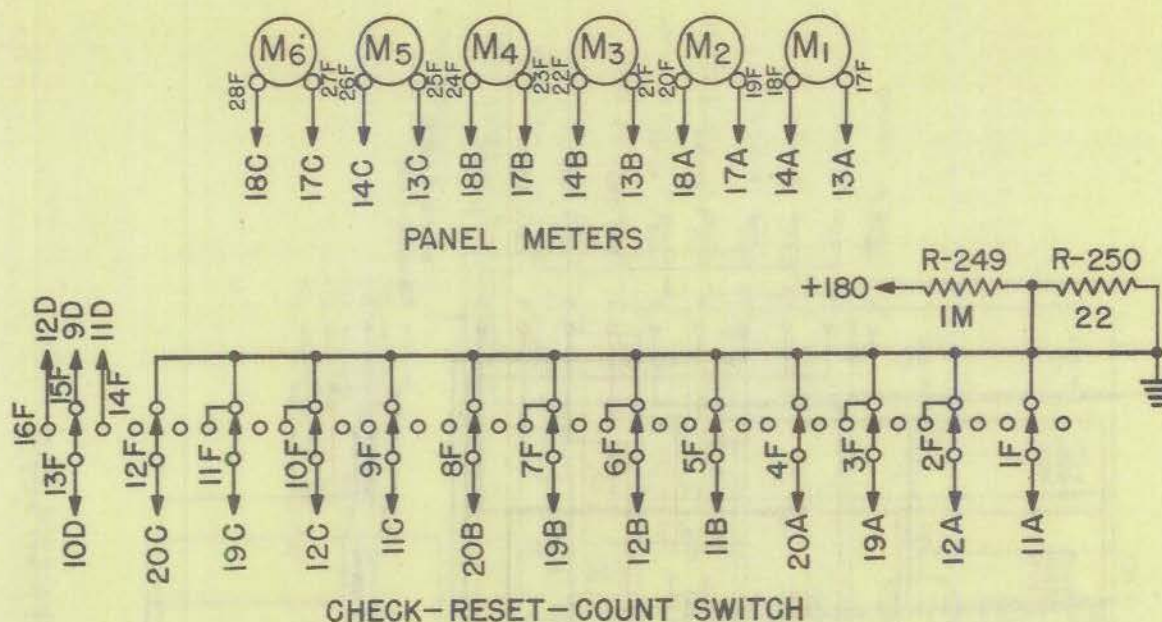 M6 M5 M4 M3 M2 M1
28F 27F 26F 25F 24F 23F 22F 21F 20F 19F 18F 17F
18C 17C 14C 13C 18B 17B 14B 13B 18A 17A 14A 13A
PANEL METERS
R-249 R-250
+180
1M 22
12D 9D 11D
16F 15F 14F
13F 12F 11F 10F 9F 8F 7F 6F 5F 4F 3F 2F 1F
10D 20C 19C 12C 11C 20B 19B 12B 11B 20A 19A 12A 11A
CHECK-RESET-COUNT SWITCH